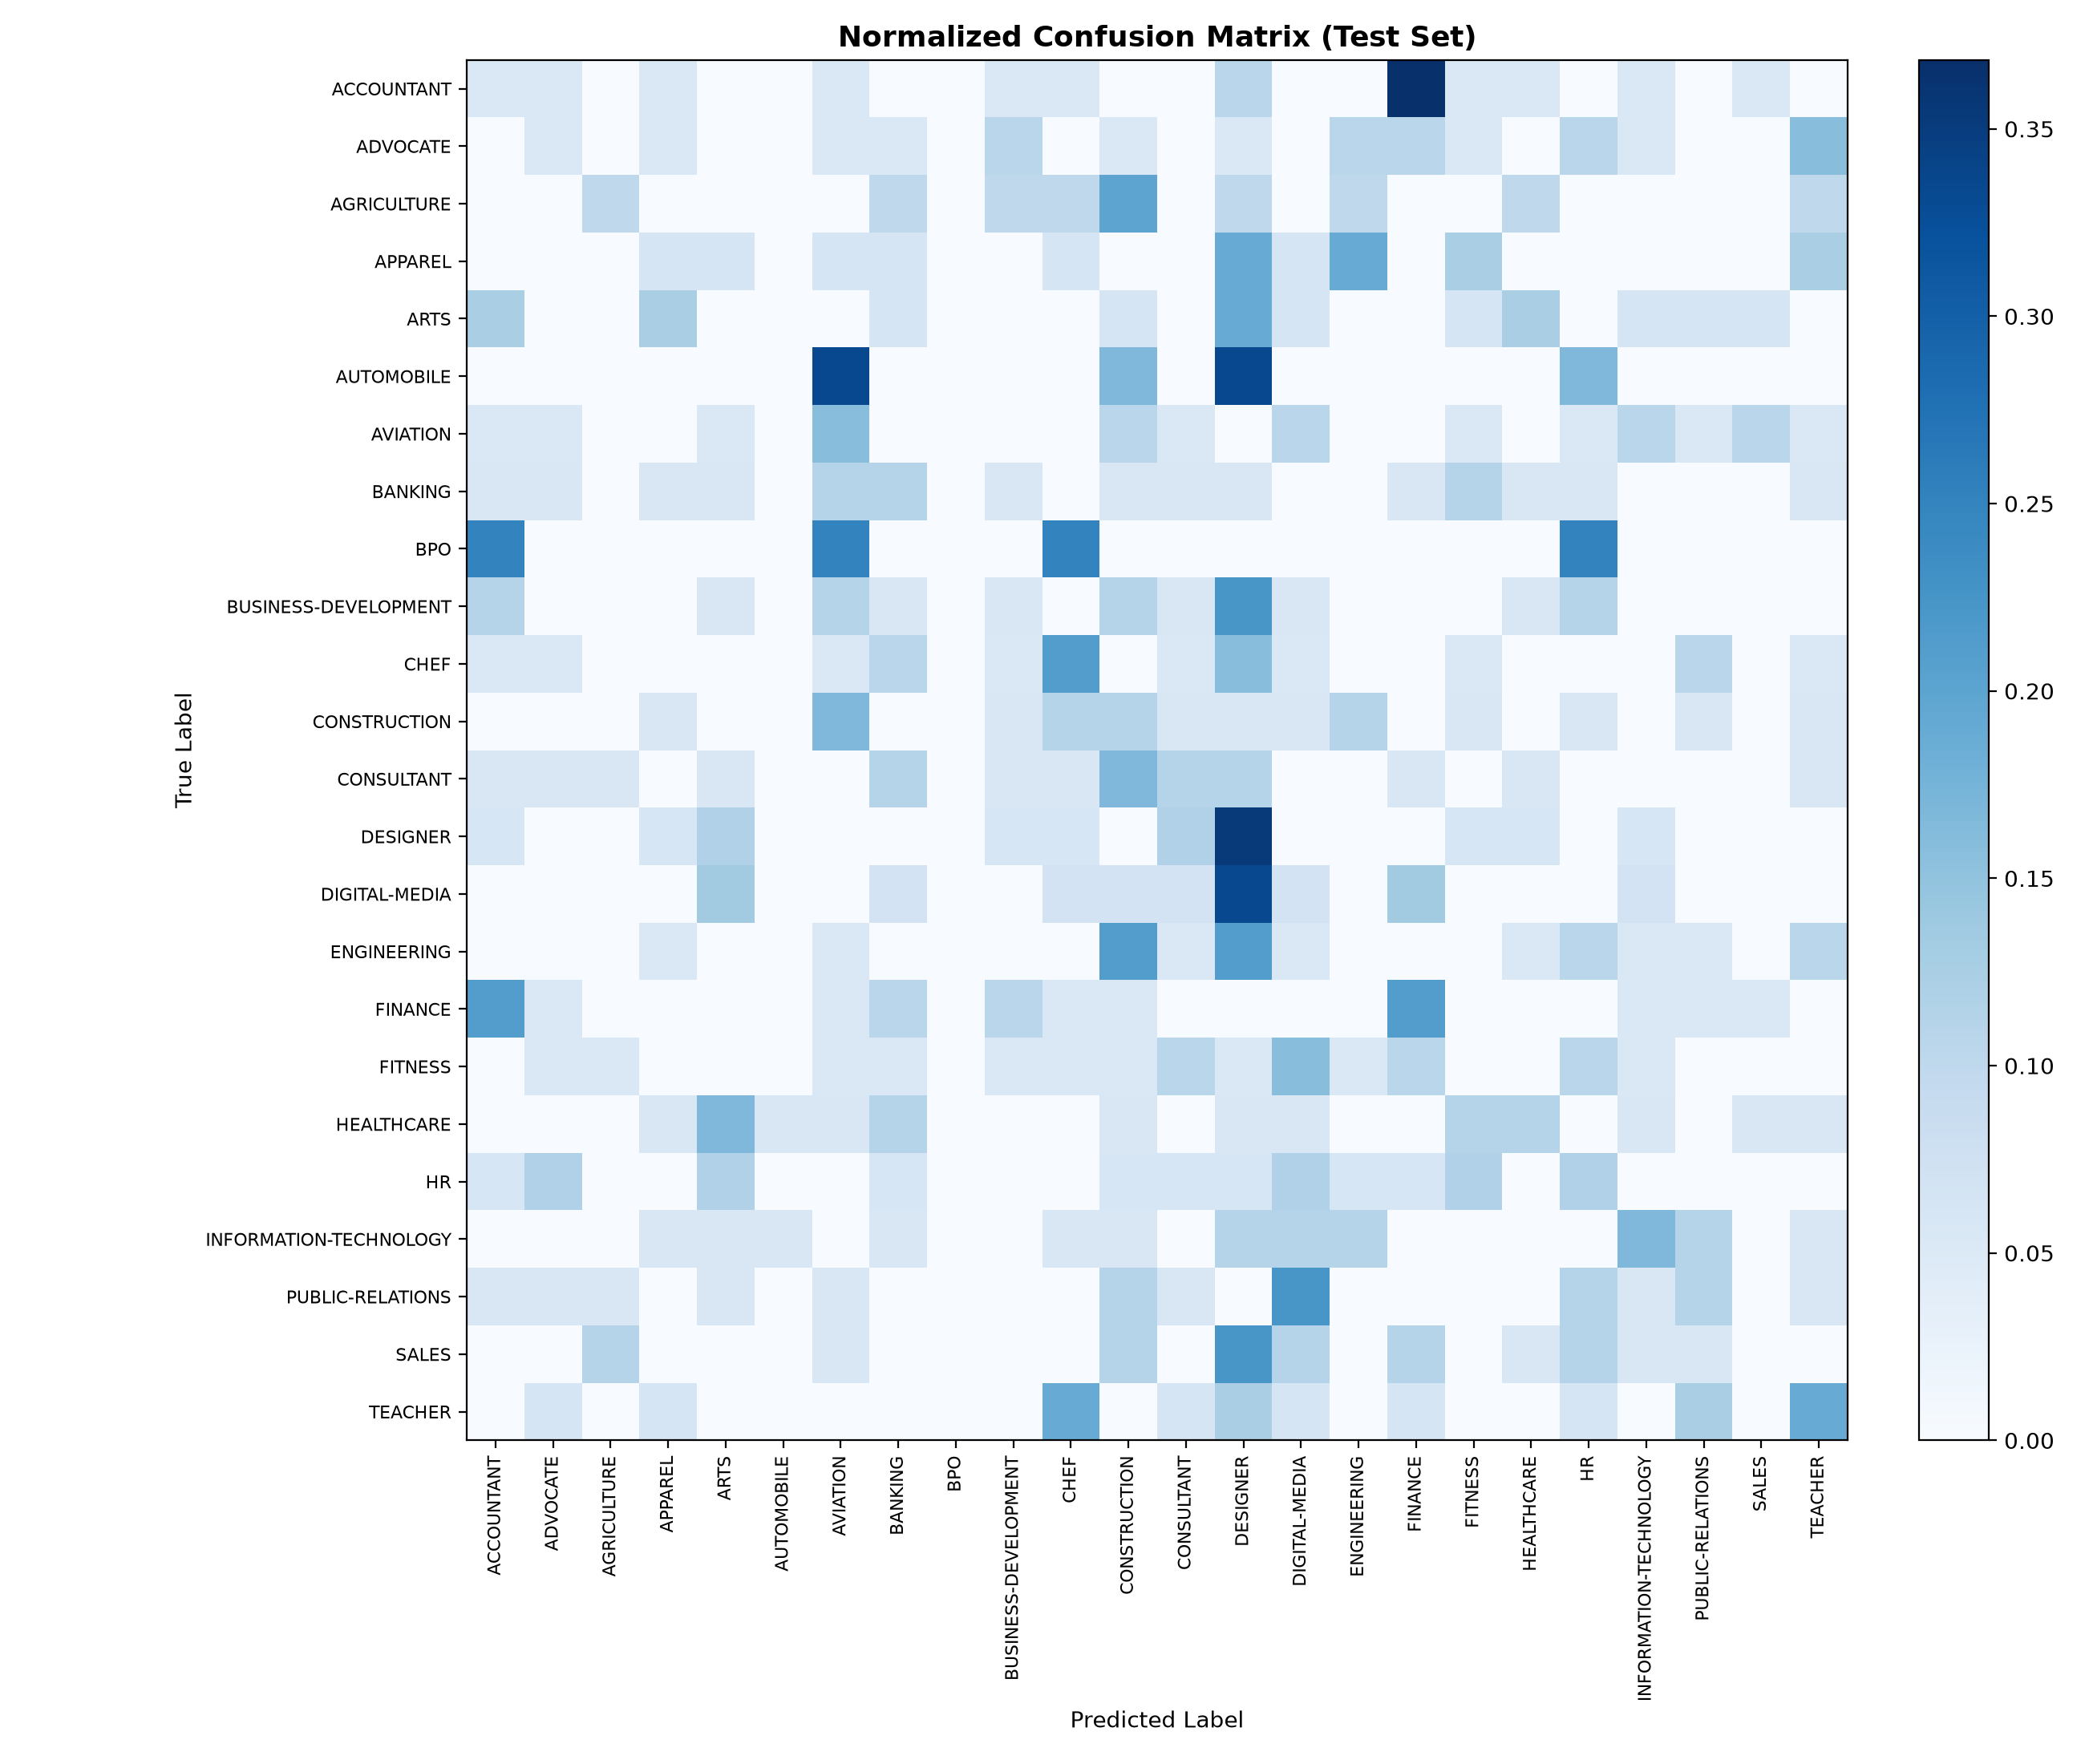 Normalized Confusion Matrix (Test Set)
True Label
ACCOUNTANT
ADVOCATE
AGRICULTURE
APPAREL
ARTS
AUTOMOBILE
AVIATION
BANKING
BPO
BUSINESS-DEVELOPMENT
CHEF
CONSTRUCTION
CONSULTANT
DESIGNER
DIGITAL-MEDIA
ENGINEERING
FINANCE
FITNESS
HEALTHCARE
HR
INFORMATION-TECHNOLOGY
PUBLIC-RELATIONS
SALES
TEACHER
ACCOUNTANT
ADVOCATE
AGRICULTURE
APPAREL
ARTS
AUTOMOBILE
AVIATION
BANKING
BPO
BUSINESS-DEVELOPMENT
CHEF
CONSTRUCTION
CONSULTANT
DESIGNER
DIGITAL-MEDIA
ENGINEERING
FINANCE
FITNESS
HEALTHCARE
HR
INFORMATION-TECHNOLOGY
PUBLIC-RELATIONS
SALES
TEACHER
Predicted Label
0.35
0.30
0.25
0.20
0.15
0.10
0.05
0.00